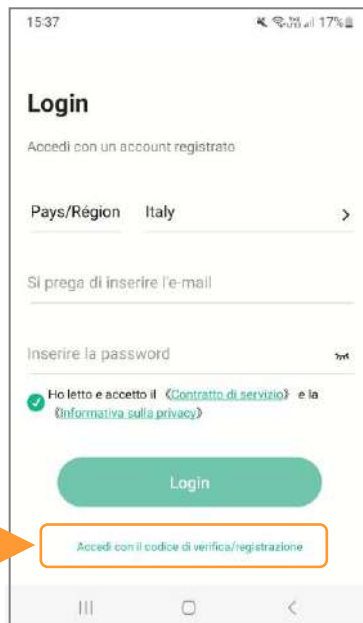 15:37 17%
Login
Accedi con un account registrato
Pays/Région Italy
Si prega di inserire l'e-mail
Inserire la password
Ho letto e accetto il 《Contratto di servizio》 e la
《Informativa sulla privacy》
Login
Accedi con il codice di verifica/registrazione